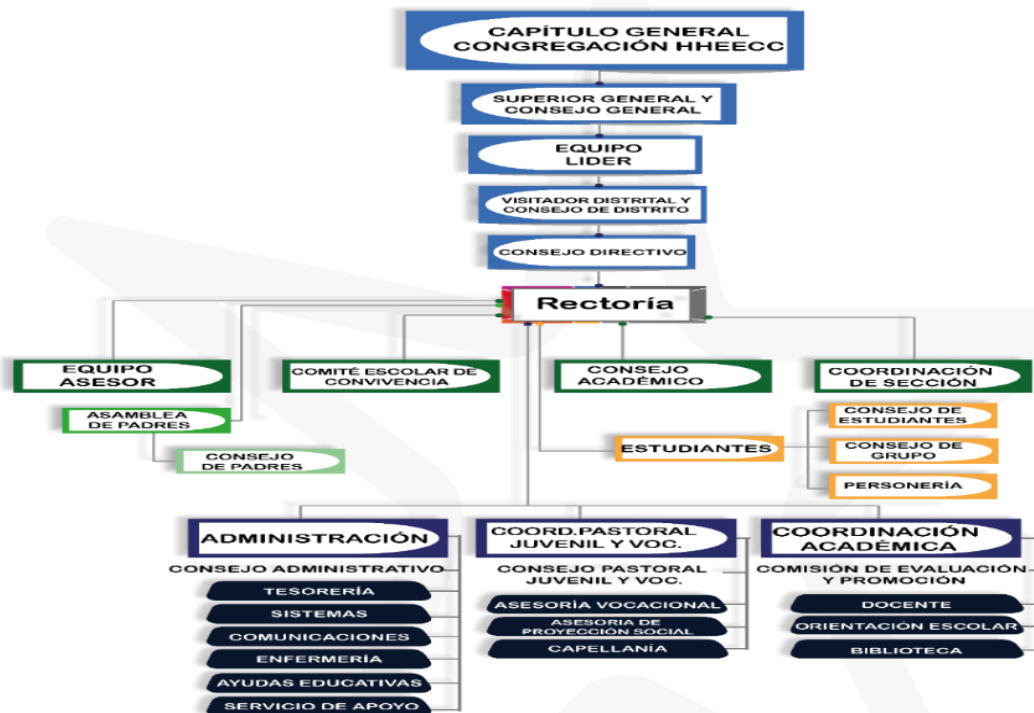 CAPÍTULO GENERAL
CONGREGACIÓN HHEECC
SUPERIOR GENERAL Y
CONSEJO GENERAL
EQUIPO
LIDER
VISITADOR DISTRITAL Y
CONSEJO DE DISTRITO
CONSEJO DIRECTIVO
Rectoría
EQUIPO
ASESOR
COMITÉ ESCOLAR DE
CONVIVENCIA
CONSEJO
ACADÉMICO
COORDINACIÓN
DE SECCIÓN
ASAMBLEA
DE PADRES
CONSEJO
DE PADRES
ESTUDIANTES
CONSEJO DE
ESTUDIANTES
CONSEJO DE
GRUPO
PERSONERÍA
ADMINISTRACIÓN
CONSEJO ADMINISTRATIVO
TESORERÍA
SISTEMAS
COMUNICACIONES
ENFERMERÍA
AYUDAS EDUCATIVAS
SERVICIO DE APOYO
COORD.PASTORAL
JUVENIL Y VOC.
CONSEJO PASTORAL
JUVENIL Y VOC.
ASESORÍA VOCACIONAL
ASESORIA DE
PROYECCIÓN SOCIAL
CAPELLANÍA
COORDINACIÓN
ACADÉMICA
COMISIÓN DE EVALUACIÓN
Y PROMOCIÓN
DOCENTE
ORIENTACIÓN ESCOLAR
BIBLIOTECA